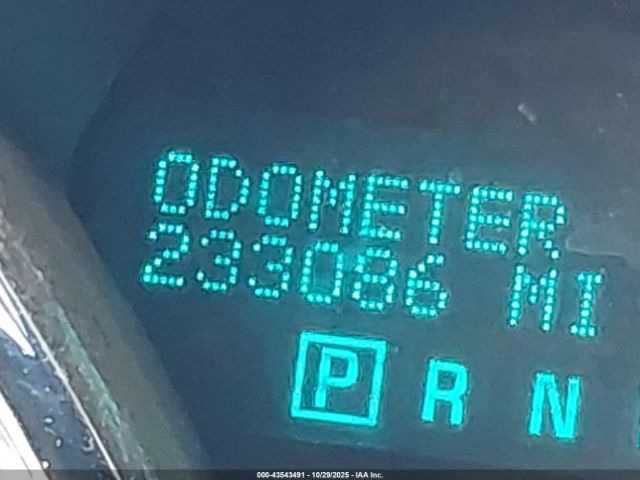 ODOMETER
233086 MI
P R N
000-43543491 - 10/29/2025 - IAA Inc.